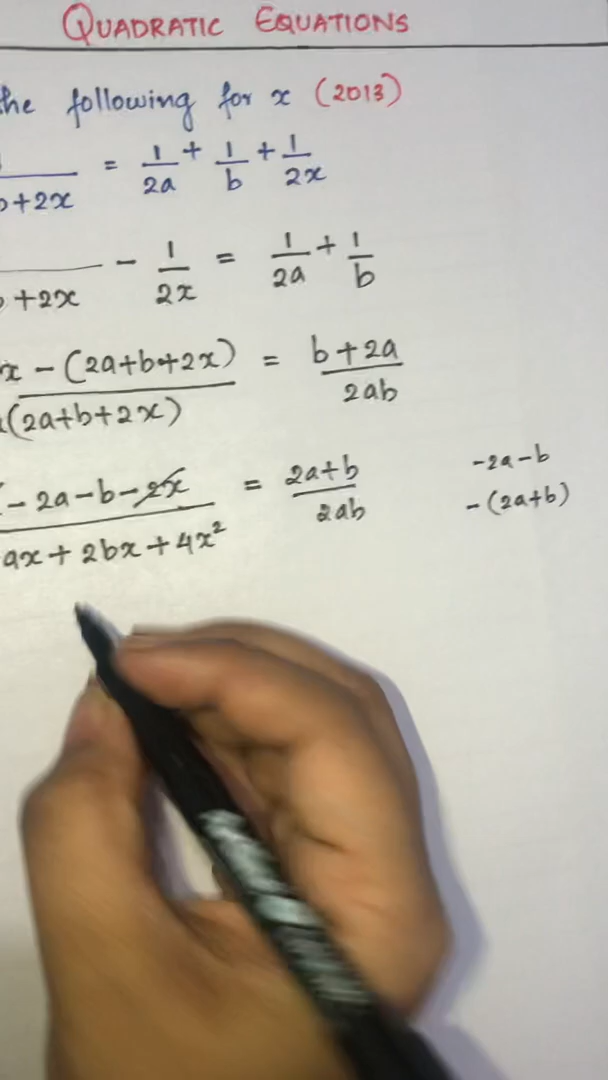 QUADRATIC EQUATIONS
the following for x (2013)
/(b+2x) = 1/2a + 1/b + 1/2x
+2x - 1/2x = 1/2a + 1/b
x - (2a+b+2x) / (2a+b+2x) = b+2a / 2ab
- 2a-b-2x / ax + 2bx + 4x² = 2a+b / 2ab
-2a-b
-(2a+b)